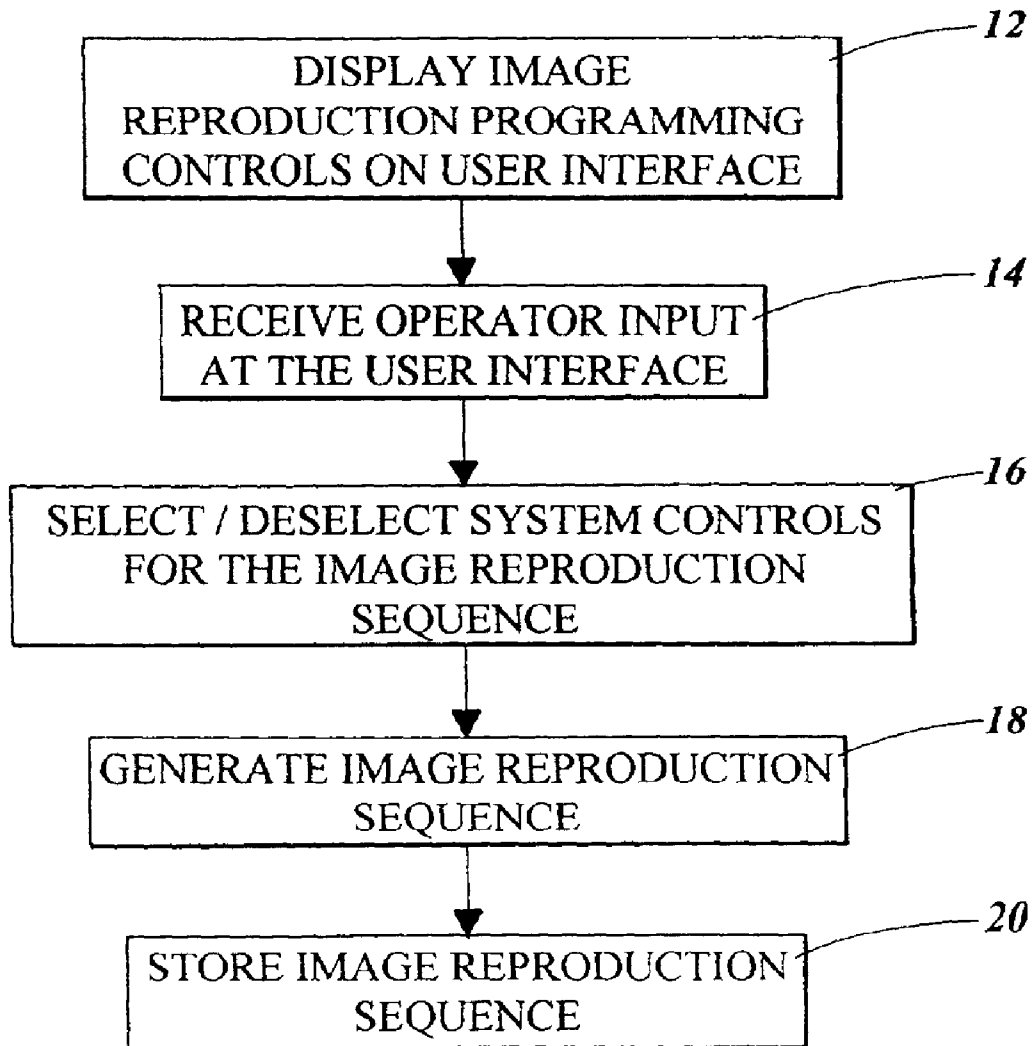 12
DISPLAY IMAGE
REPRODUCTION PROGRAMMING
CONTROLS ON USER INTERFACE
14
RECEIVE OPERATOR INPUT
AT THE USER INTERFACE
16
SELECT / DESELECT SYSTEM CONTROLS
FOR THE IMAGE REPRODUCTION
SEQUENCE
18
GENERATE IMAGE REPRODUCTION
SEQUENCE
20
STORE IMAGE REPRODUCTION
SEQUENCE